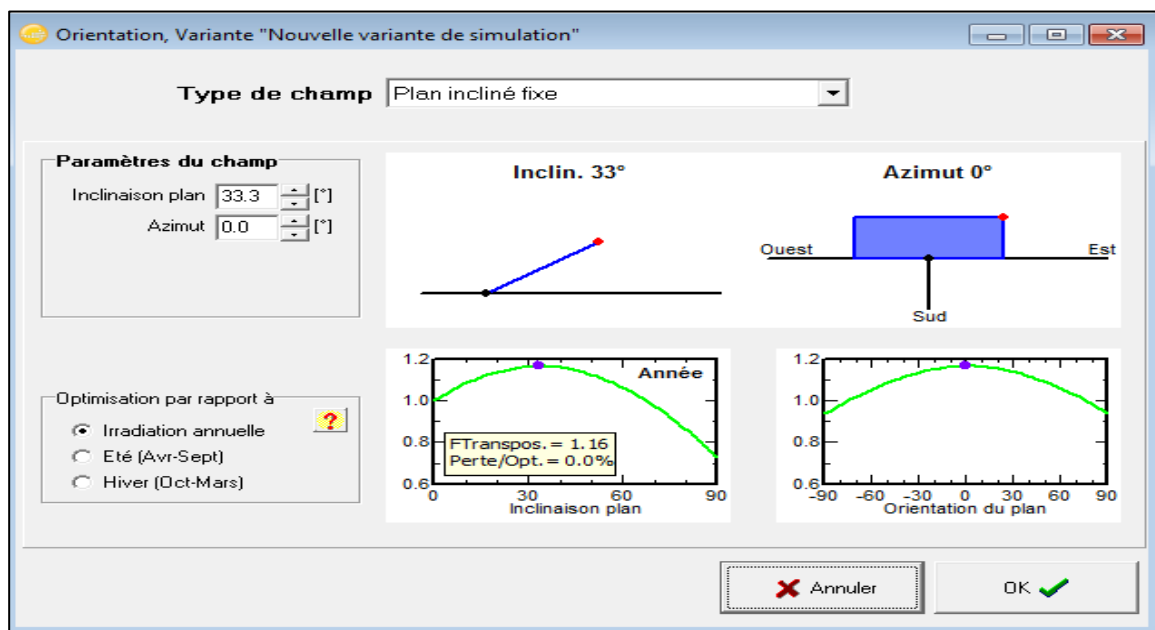 Orientation, Variante "Nouvelle variante de simulation"
Type de champ Plan incliné fixe
Paramètres du champ
Inclinaison plan 33.3 [°]
Azimut 0.0 [°]
Inclin. 33°
Azimut 0°
Ouest Est
Sud
Optimisation par rapport à
?
Irradiation annuelle
Eté (Avr-Sept)
Hiver (Oct-Mars)
1.2
1.0
0.8
0.6
Année
FTranspos. = 1.16
Perte/Opt. = 0.0%
0 30 60 90
Inclinaison plan
1.2
1.0
0.8
0.6
-90 -60 -30 0 30 60 90
Orientation du plan
Annuler OK